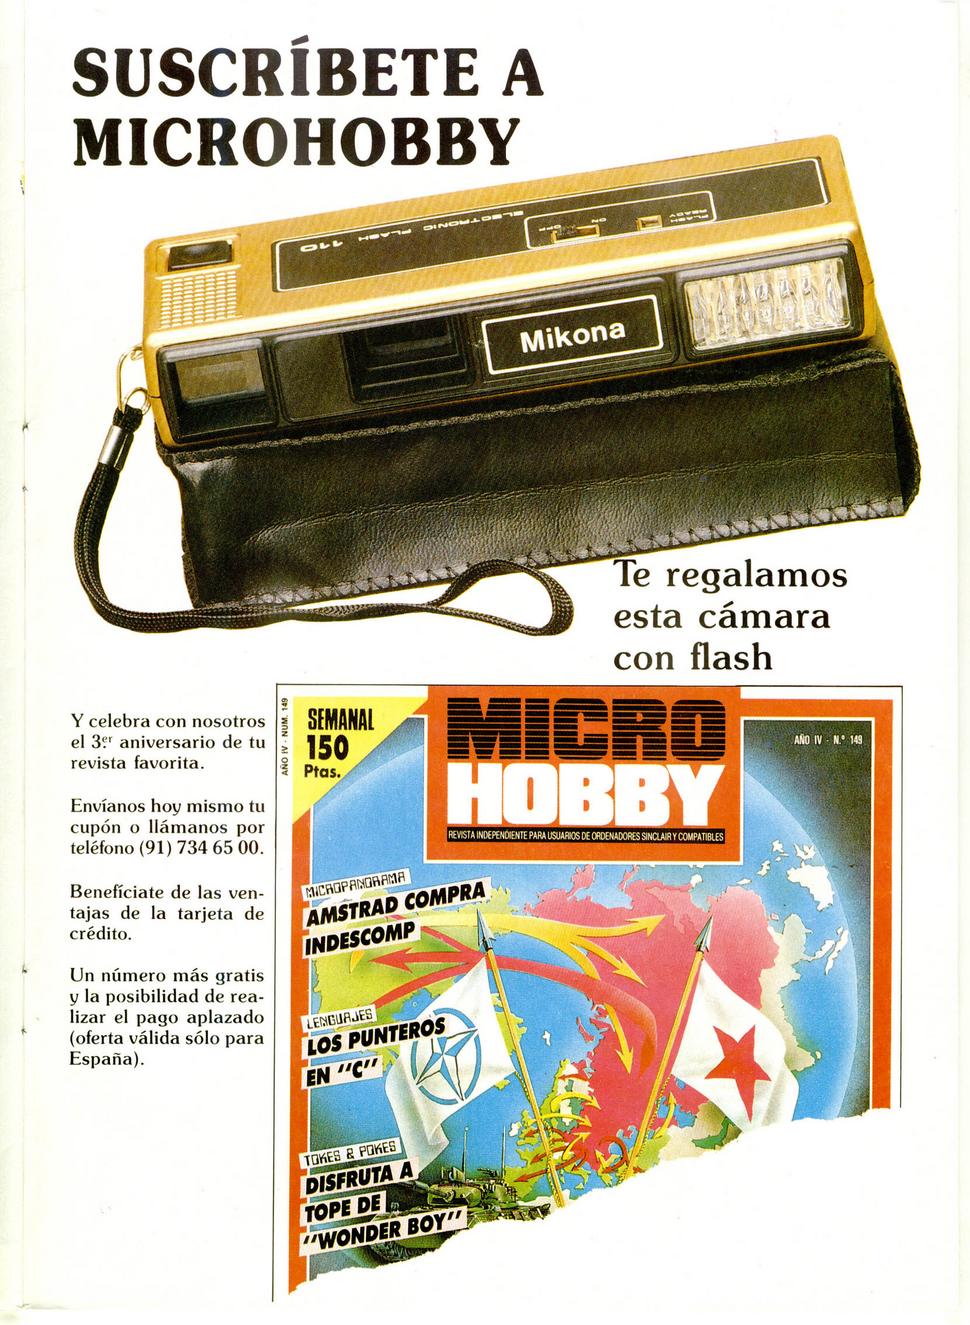 SUSCRÍBETE A
MICROHOBBY
ELECTRONIC FLASH 110
OFF ON
FLASH
READY
Mikona
Te regalamos
esta cámara
con flash
Y celebra con nosotros
el 3.er aniversario de tu
revista favorita.
Envíanos hoy mismo tu
cupón o llámanos por
teléfono (91) 734 65 00.
Benefíciate de las ven-
tajas de la tarjeta de
crédito.
Un número más gratis
y la posibilidad de rea-
lizar el pago aplazado
(oferta válida sólo para
España).
AÑO IV - NUM. 149
SEMANAL
150
Ptas.
MICRO
HOBBY
AÑO IV - N.º 149
REVISTA INDEPENDIENTE PARA USUARIOS DE ORDENADORES SINCLAIR Y COMPATIBLES
MICROPANORAMA
AMSTRAD COMPRA
INDESCOMP
LENGUAJES
LOS PUNTEROS
EN "C"
TOKES & POKES
DISFRUTA A
TOPE DE
"WONDER BOY"